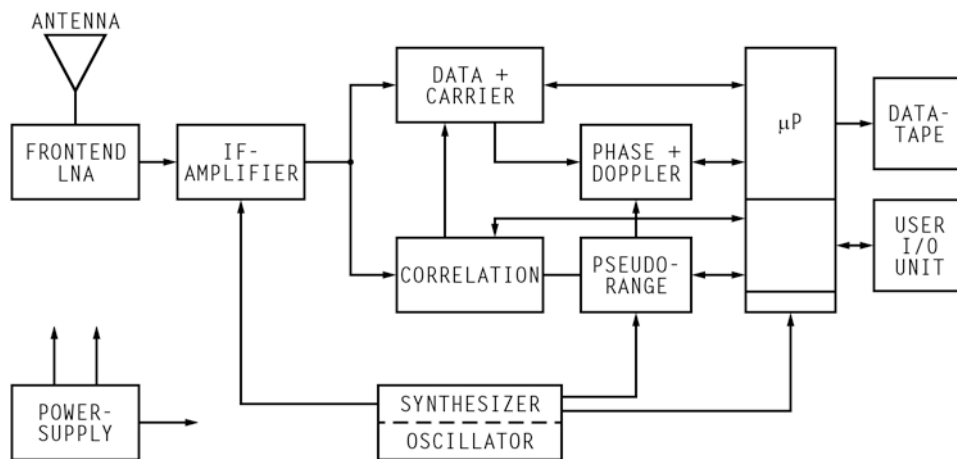 ANTENNA
FRONTEND
LNA
IF-
AMPLIFIER
DATA +
CARRIER
PHASE +
DOPPLER
μP
DATA-
TAPE
CORRELATION
PSEUDO-
RANGE
USER
I/O
UNIT
POWER-
SUPPLY
SYNTHESIZER
OSCILLATOR